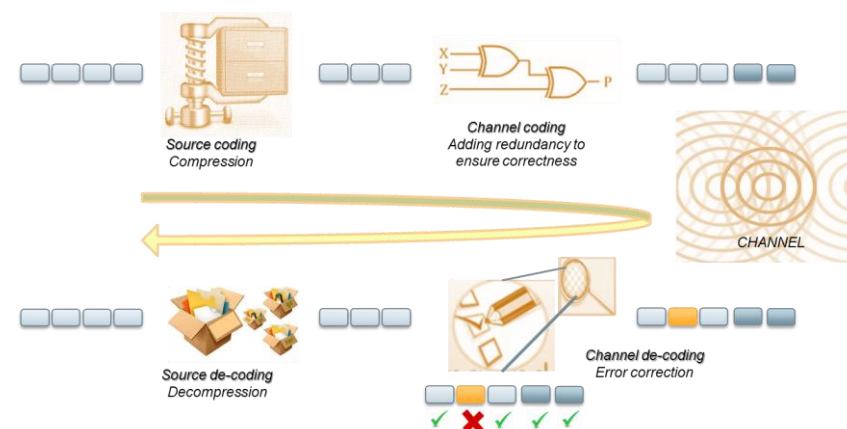 X
Y
Z
P
Source coding
Compression
Channel coding
Adding redundancy to
ensure correctness
CHANNEL
Source de-coding
Decompression
Channel de-coding
Error correction